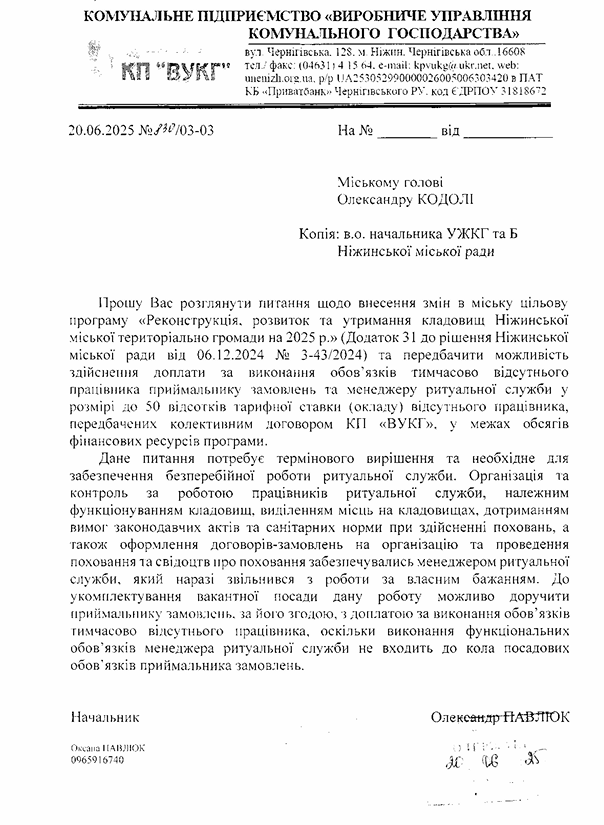 КОМУНАЛЬНЕ ПІДПРИЄМСТВО «ВИРОБНИЧЕ УПРАВЛІННЯ
КОМУНАЛЬНОГО ГОСПОДАРСТВА»
КП "ВУКГ"
вул. Чернігівська, 128, м. Ніжин, Чернігівська обл.,16608
тел./ факс: (04631) 4 15 64, e-mail: kpvukg@ukr.net, web:
unenizh.org.ua, р/р UA253052990000026005006303420 в ПАТ
КБ «Приватбанк» Чернігівського РУ, код ЄДРПОУ 31818672
20.06.2025 №830/03-03
На № ________ від ____________
Міському голові
Олександру КОДОЛІ
Копія: в.о. начальника УЖКГ та Б
Ніжинської міської ради
Прошу Вас розглянути питання щодо внесення змін в міську цільову
програму «Реконструкція, розвиток та утримання кладовищ Ніжинської
міської територіально громади на 2025 р.» (Додаток 31 до рішення Ніжинської
міської ради від 06.12.2024 № 3-43/2024) та передбачити можливість
здійснення доплати за виконання обов’язків тимчасово відсутнього
працівника приймальнику замовлень та менеджеру ритуальної служби у
розмірі до 50 відсотків тарифної ставки (окладу) відсутнього працівника,
передбачених колективним договором КП «ВУКГ», у межах обсягів
фінансових ресурсів програми.
Дане питання потребує термінового вирішення та необхідне для
забезпечення безперебійної роботи ритуальної служби. Організація та
контроль за роботою працівників ритуальної служби, належним
функціонуванням кладовищ, виділенням місць на кладовищах, дотриманням
вимог законодавчих актів та санітарних норми при здійсненні поховань, а
також оформлення договорів-замовлень на організацію та проведення
поховання та свідоцтв про поховання забезпечувались менеджером ритуальної
служби, який наразі звільнився з роботи за власним бажанням. До
укомплектування вакантної посади дану роботу можливо доручити
приймальнику замовлень, за його згодою, з доплатою за виконання обов’язків
тимчасово відсутнього працівника, оскільки виконання функціональних
обов’язків менеджера ритуальної служби не входить до кола посадових
обов’язків приймальника замовлень.
Начальник
Олександр ПАВЛЮК
Оксана ПАВЛЮК
0965916740
20 06 25